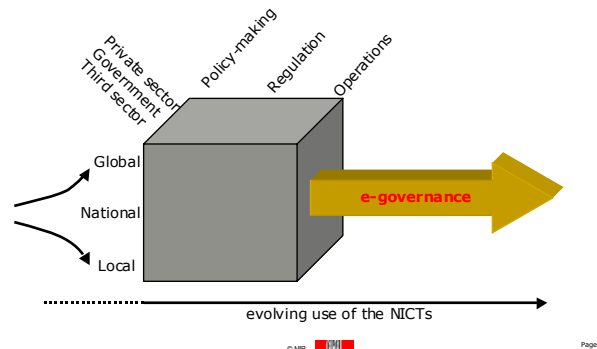 Private sector
Government
Third sector
Policy-making
Regulation
Operations
Global
National
Local
e-governance
evolving use of the NICTs
© MIR
Page